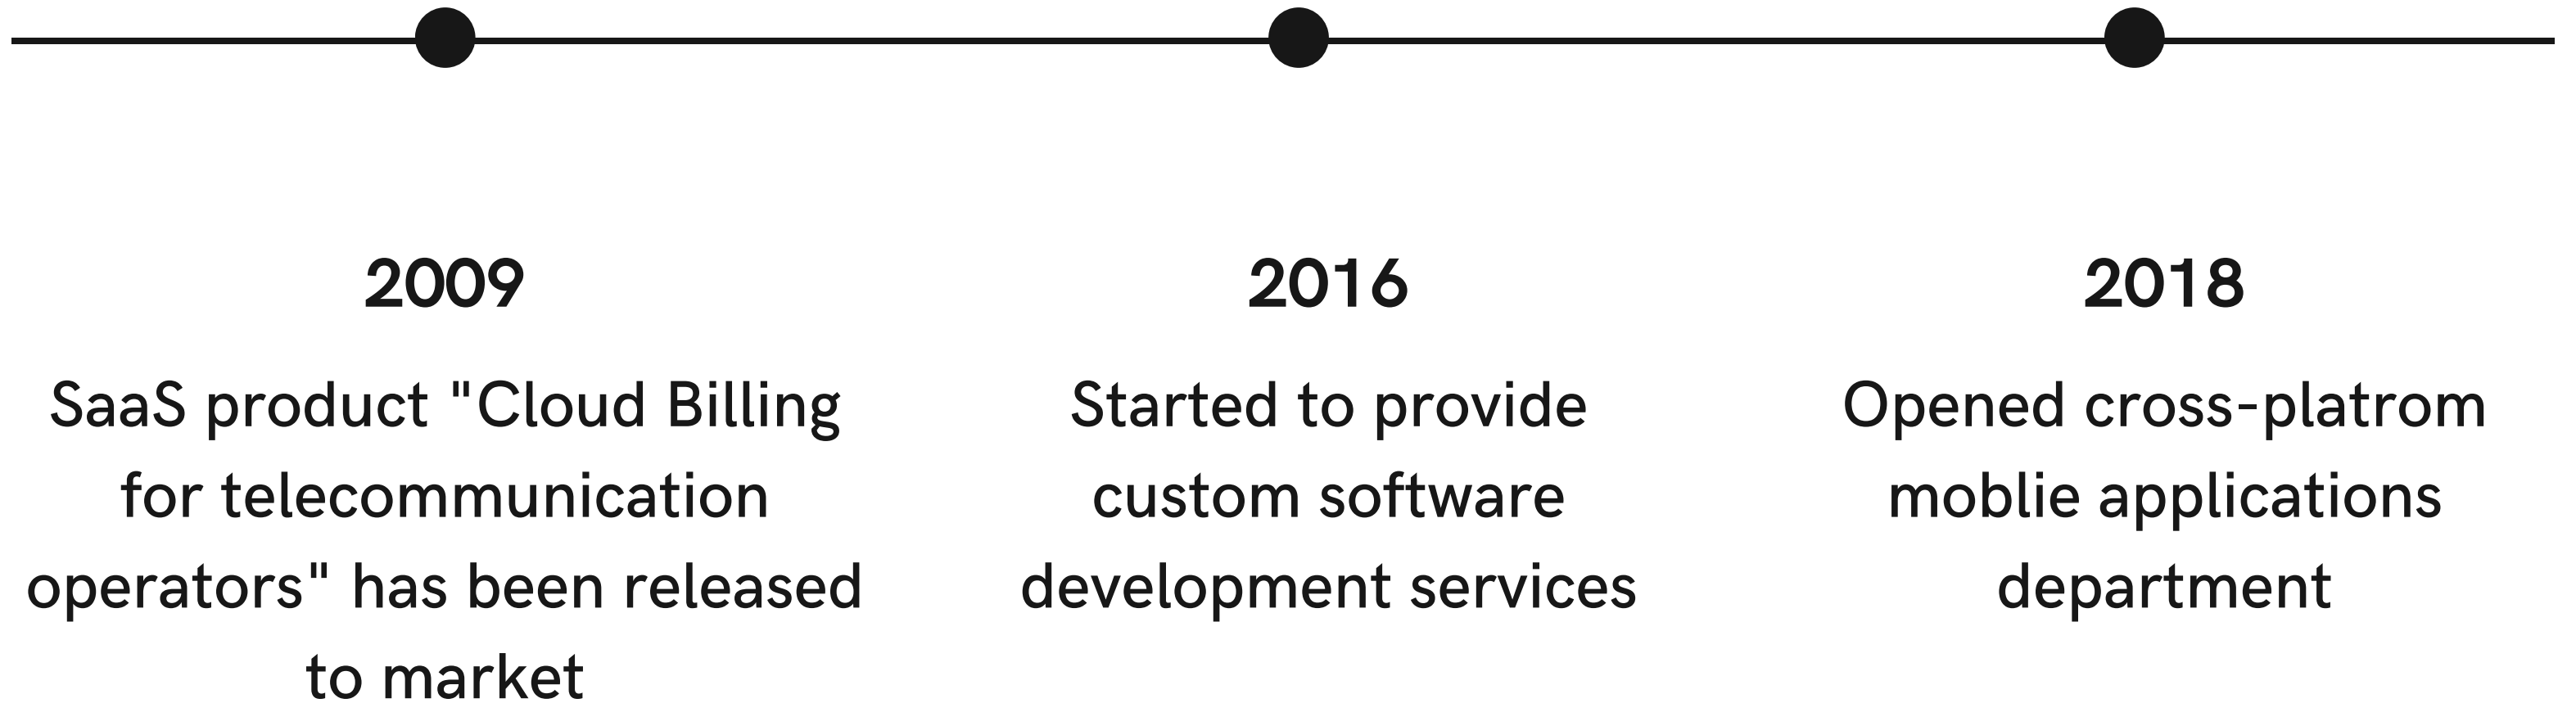 2009
SaaS product "Cloud Billing
for telecommunication
operators" has been released
to market
2016
Started to provide
custom software
development services
2018
Opened cross-platrom
moblie applications
department